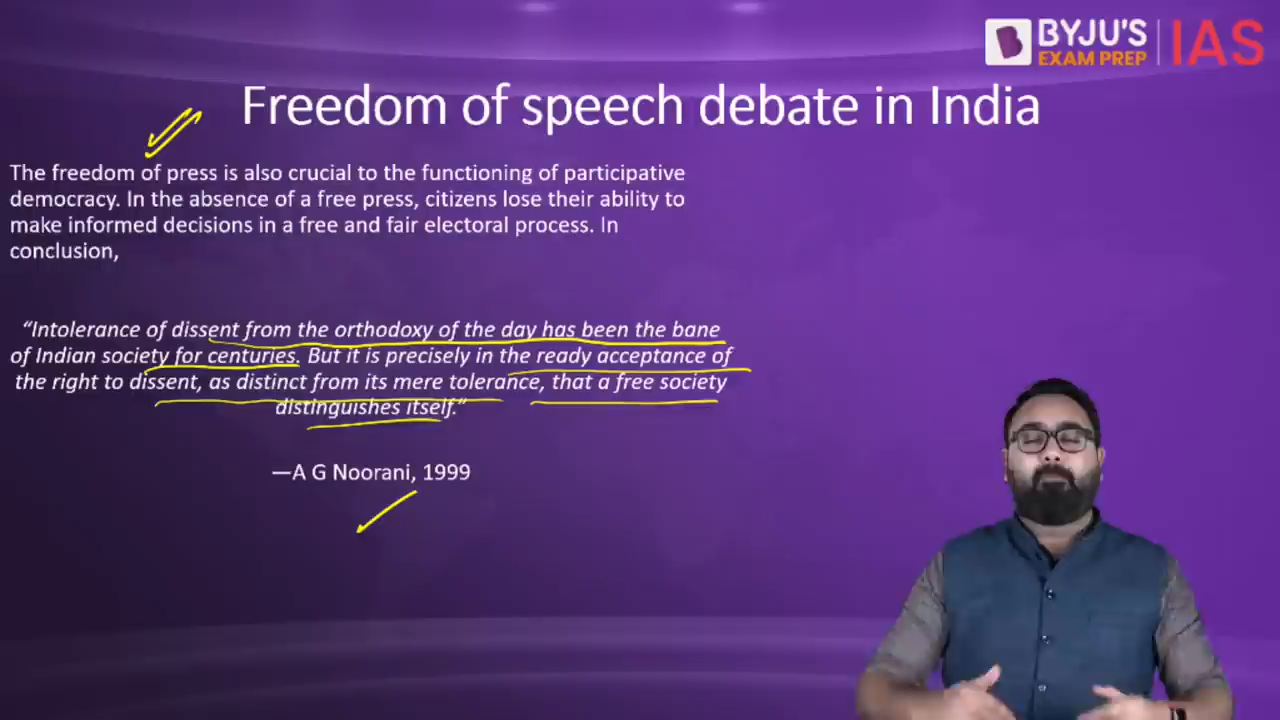 BYJU'S
EXAM PREP
IAS
Freedom of speech debate in India
The freedom of press is also crucial to the functioning of participative
democracy. In the absence of a free press, citizens lose their ability to
make informed decisions in a free and fair electoral process. In
conclusion,
“Intolerance of dissent from the orthodoxy of the day has been the bane
of Indian society for centuries. But it is precisely in the ready acceptance of
the right to dissent, as distinct from its mere tolerance, that a free society
distinguishes itself.”
—A G Noorani, 1999